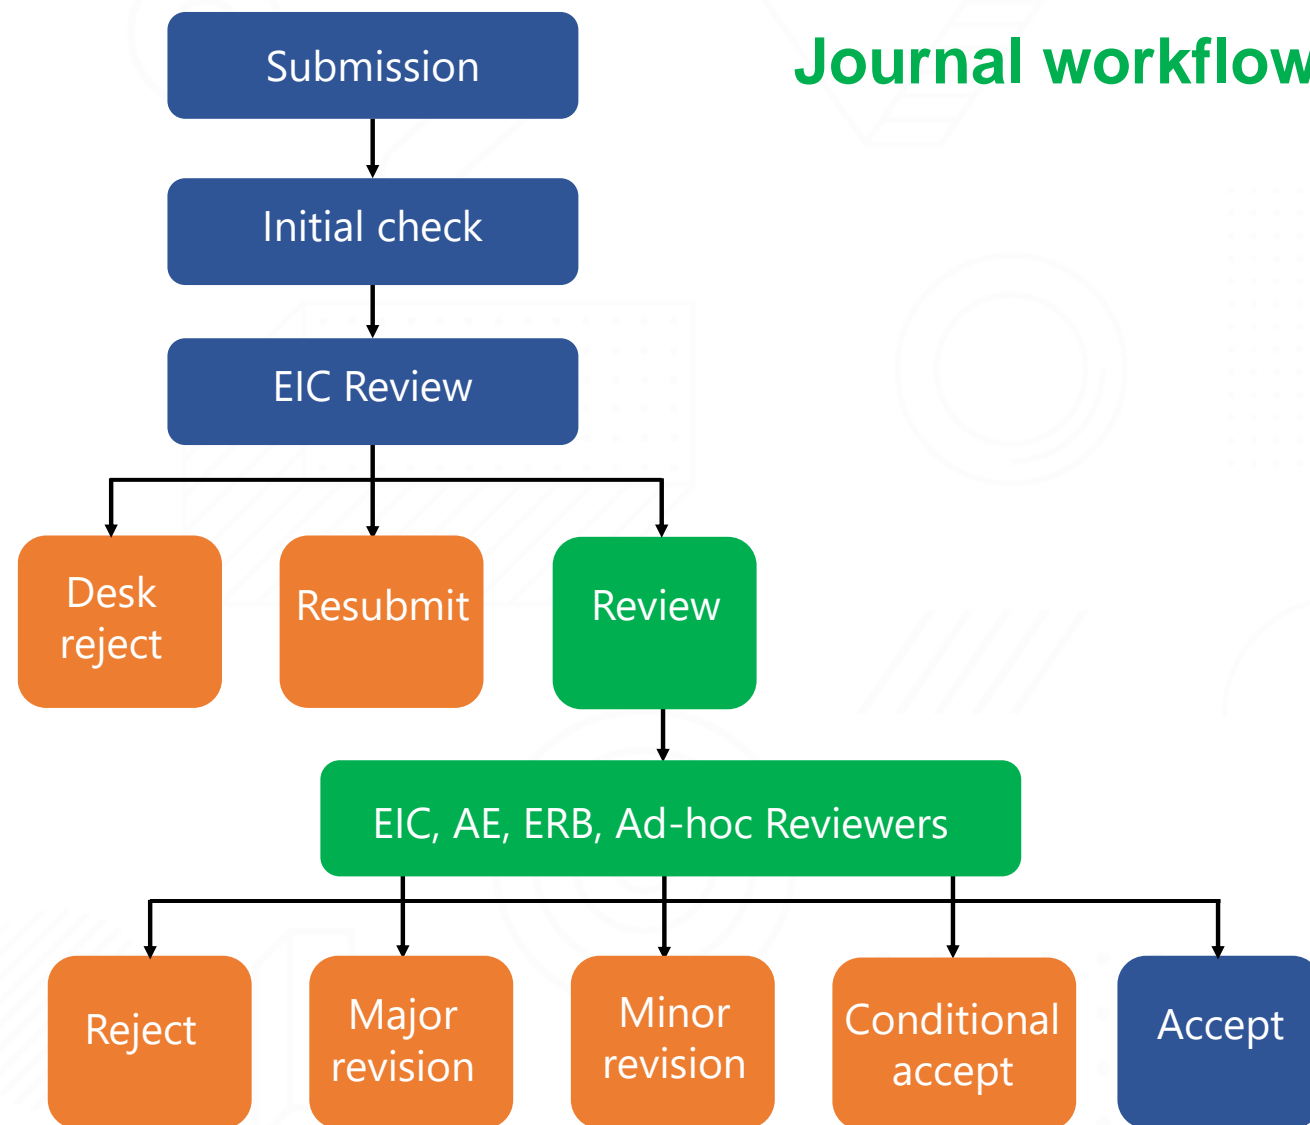 Journal workflow
Submission
Initial check
EIC Review
Desk
reject
Resubmit
Review
EIC, AE, ERB, Ad-hoc Reviewers
Reject
Major
revision
Minor
revision
Conditional
accept
Accept